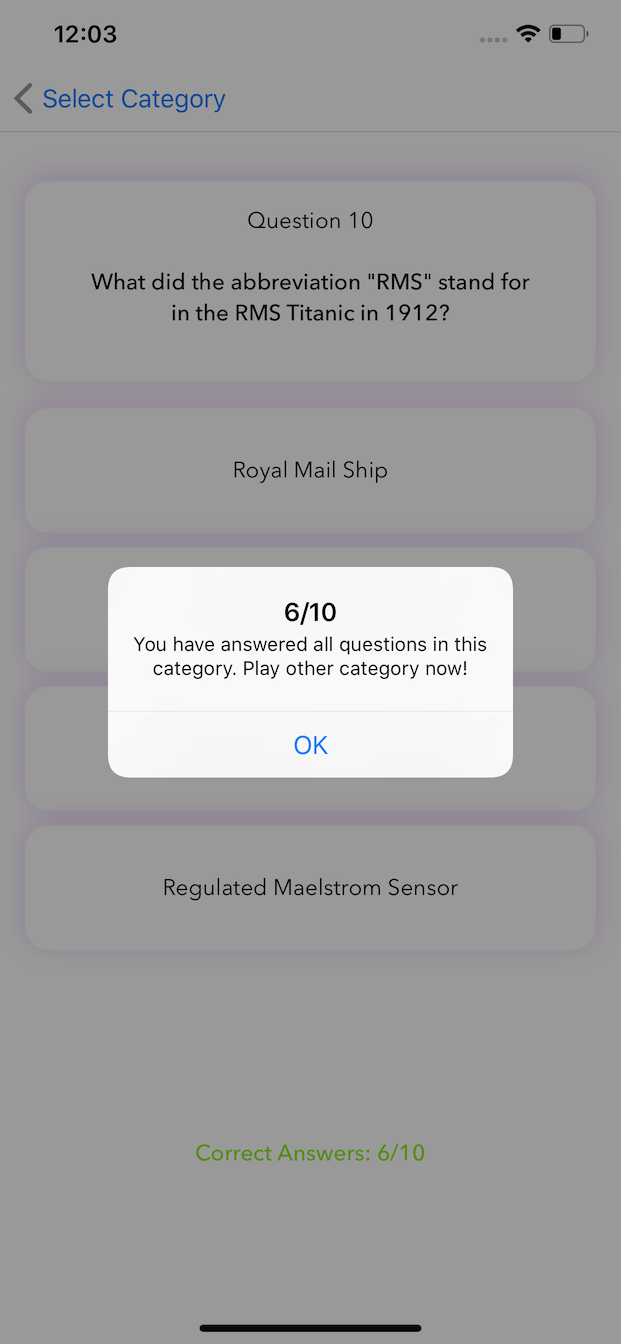 12:03
Select Category
Question 10
What did the abbreviation "RMS" stand for
in the RMS Titanic in 1912?
Royal Mail Ship
6/10
You have answered all questions in this
category. Play other category now!
OK
Regulated Maelstrom Sensor
Correct Answers: 6/10